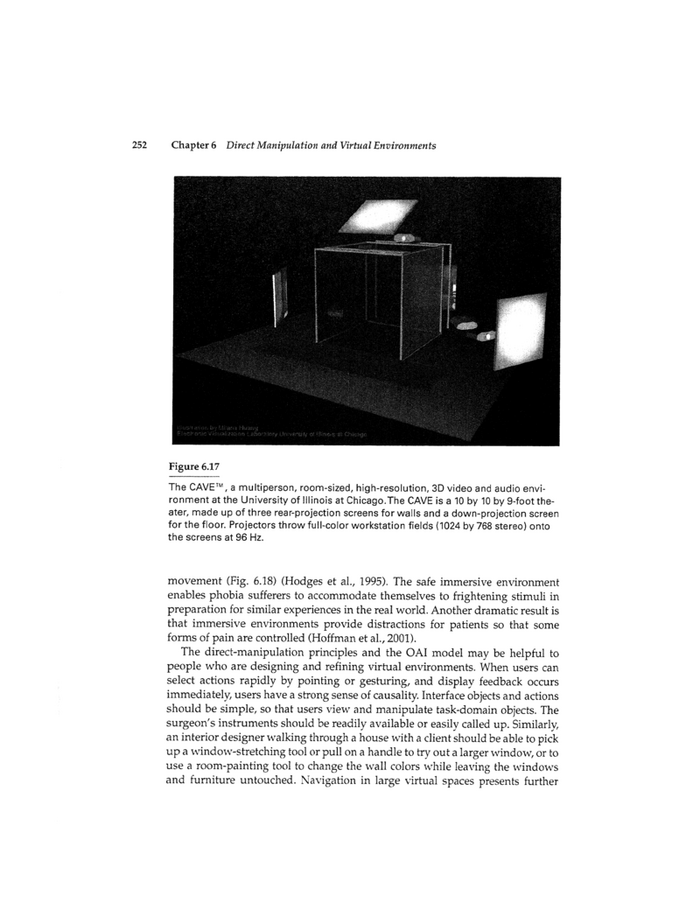 252 Chapter 6 Direct Manipulation and Virtual Environments
Illustration by Milana Huang
Electronic Visualization Laboratory University of Illinois at Chicago
Figure 6.17
The CAVE™, a multiperson, room-sized, high-resolution, 3D video and audio envi-
ronment at the University of Illinois at Chicago.The CAVE is a 10 by 10 by 9-foot the-
ater, made up of three rear-projection screens for walls and a down-projection screen
for the floor. Projectors throw full-color workstation fields (1024 by 768 stereo) onto
the screens at 96 Hz.
movement (Fig. 6.18) (Hodges et al., 1995). The safe immersive environment
enables phobia sufferers to accommodate themselves to frightening stimuli in
preparation for similar experiences in the real world. Another dramatic result is
that immersive environments provide distractions for patients so that some
forms of pain are controlled (Hoffman et al., 2001).
The direct-manipulation principles and the OAI model may be helpful to
people who are designing and refining virtual environments. When users can
select actions rapidly by pointing or gesturing, and display feedback occurs
immediately, users have a strong sense of causality. Interface objects and actions
should be simple, so that users view and manipulate task-domain objects. The
surgeon's instruments should be readily available or easily called up. Similarly,
an interior designer walking through a house with a client should be able to pick
up a window-stretching tool or pull on a handle to try out a larger window, or to
use a room-painting tool to change the wall colors while leaving the windows
and furniture untouched. Navigation in large virtual spaces presents further